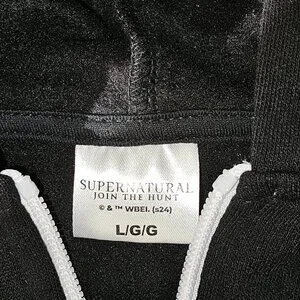 SUPERNATURAL
JOIN THE HUNT
© & ™ WBEI. (s24)
L/G/G